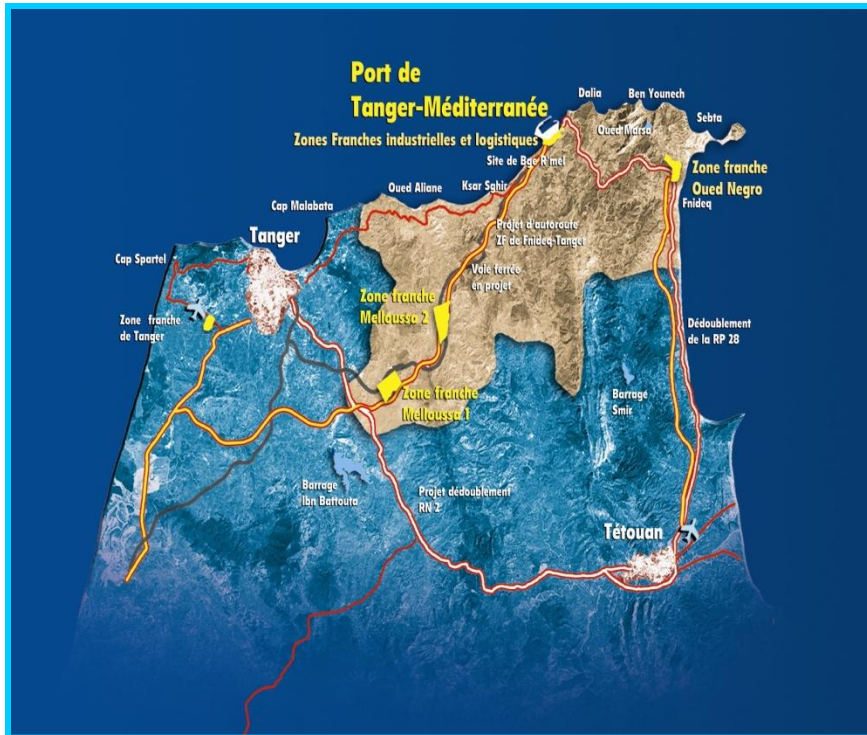 Port de
Tanger-Méditerranée
Zones Franches industrielles et logistiques
Dalia
Ben Younech
Sebta
Oued Marsa
Site de Bge R'mel
Zone franche
Oued Negro
Fnideq
Oued Aliane
Ksar Sghir
Cap Malabata
Projet d'autoroute
ZF de Fnideq-Tanger
Tanger
Cap Spartel
Voie ferrée
en projet
Zone franche
Melloussa 2
Zone franche
de Tanger
Dédoublement
de la RP 28
Zone franche
Melloussa 1
Barrage
Smir
Barrage
Ibn Battouta
Projet dédoublement
RN 2
Tétouan